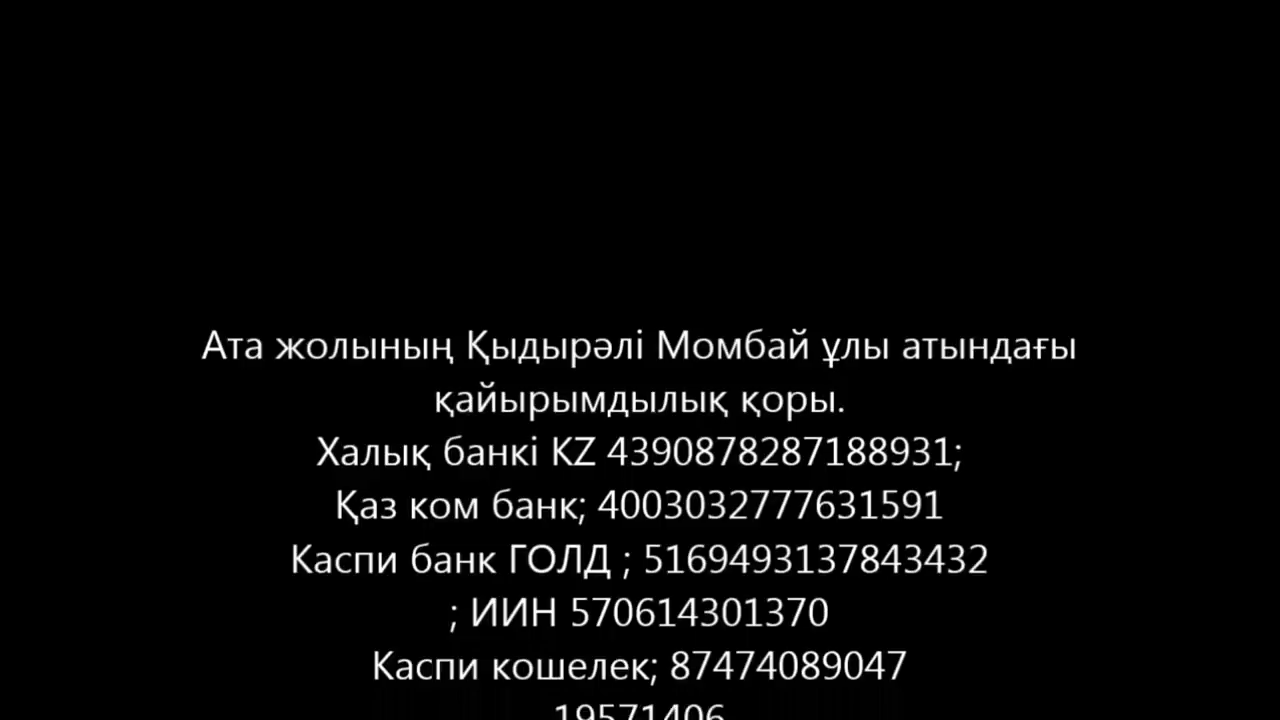 Ата жолының Қыдырәлі Момбай ұлы атындағы
қайырымдылық қоры.
Халық банкі KZ 4390878287188931;
Қаз ком банк; 4003032777631591
Каспи банк ГОЛД ; 5169493137843432
; ИИН 570614301370
Каспи кошелек; 87474089047
19571406